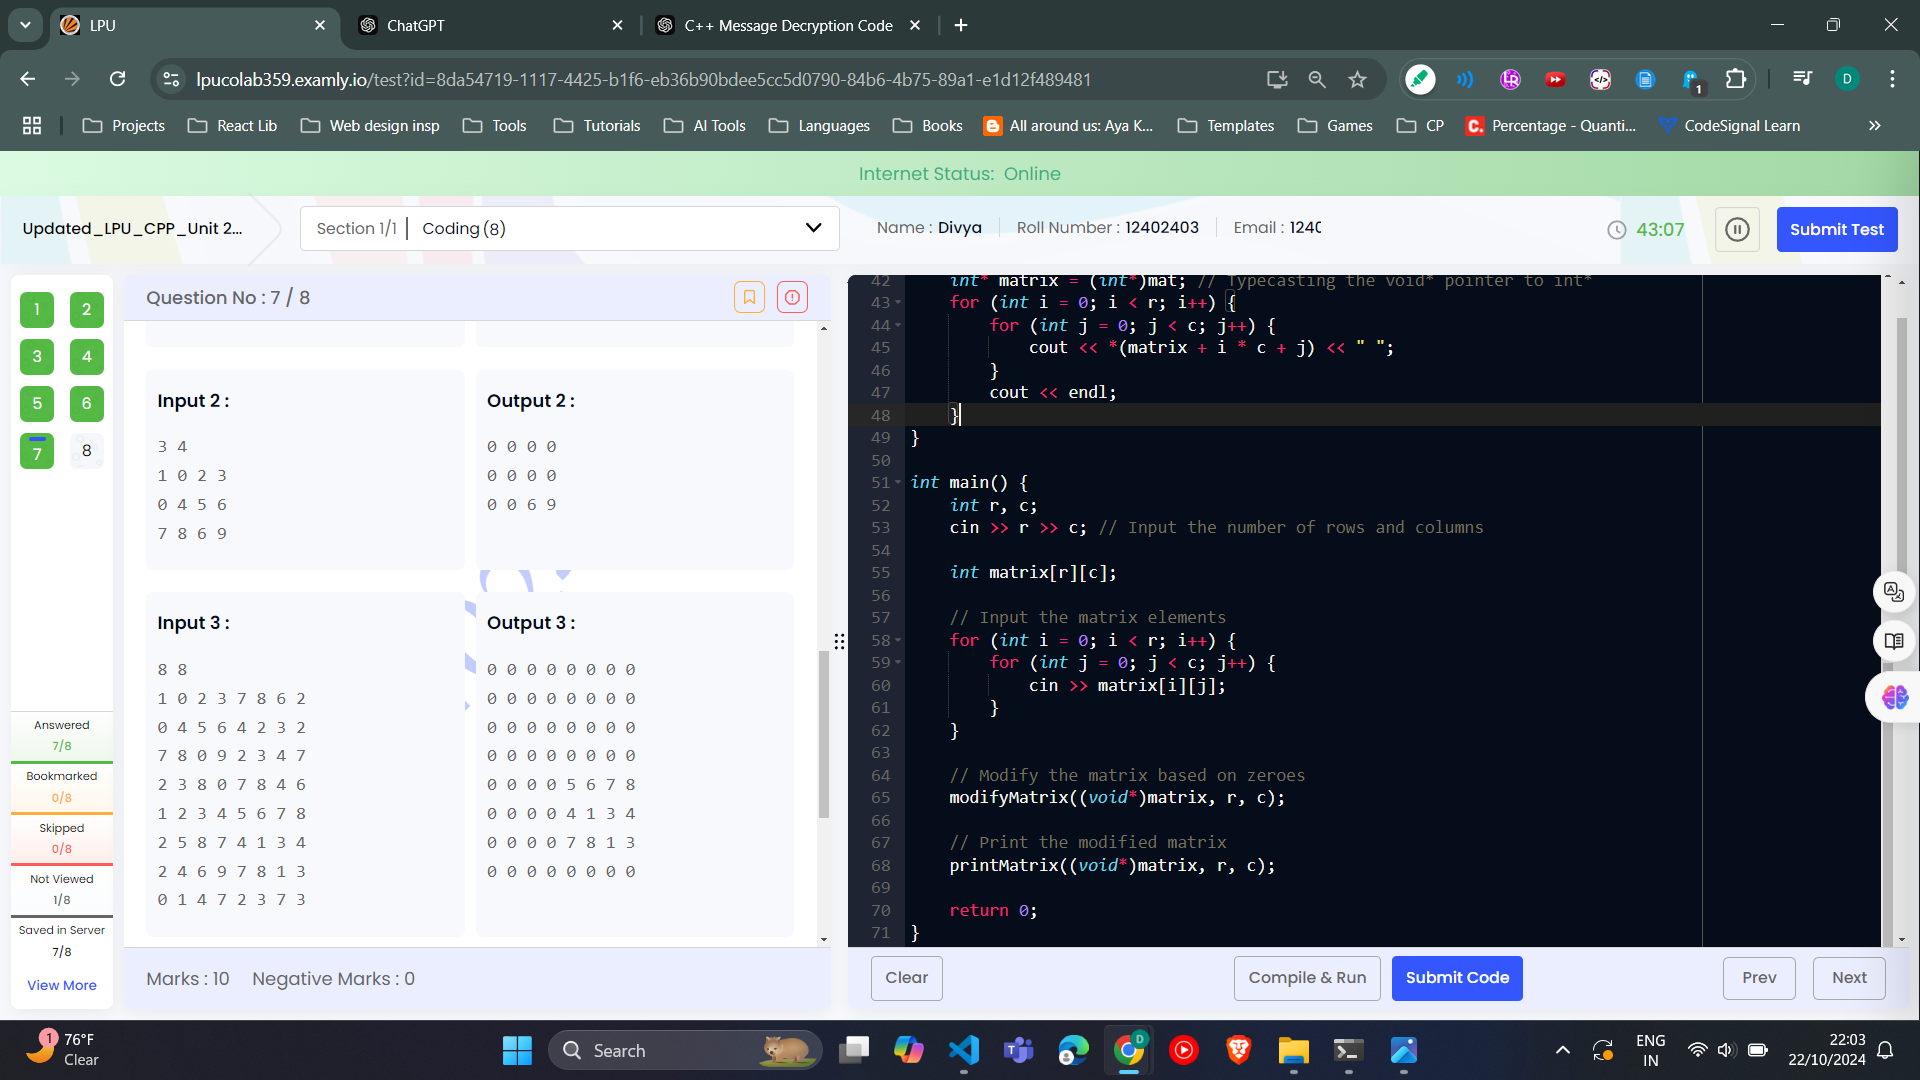 LPU
ChatGPT
C++ Message Decryption Code
lpucolab359.examly.io/test?id=8da54719-1117-4425-b1f6-eb36b90bdee5cc5d0790-84b6-4b75-89a1-e1d12f489481
1
D
Projects
React Lib
Web design insp
Tools
Tutorials
AI Tools
Languages
Books
All around us: Aya K...
Templates
Games
CP
Percentage - Quanti...
CodeSignal Learn
Internet Status: Online
Updated_LPU_CPP_Unit 2...
Section 1/1 | Coding (8)
Name : Divya
Roll Number : 12402403
Email : 1240
43:07
Submit Test
1 2
3 4
5 6
7 8
Answered
7/8
Bookmarked
0/8
Skipped
0/8
Not Viewed
1/8
Saved in Server
7/8
View More
Question No : 7 / 8
Input 2 :
3 4
1 0 2 3
0 4 5 6
7 8 6 9
Output 2 :
0 0 0 0
0 0 0 0
0 0 6 9
Input 3 :
8 8
1 0 2 3 7 8 6 2
0 4 5 6 4 2 3 2
7 8 0 9 2 3 4 7
2 3 8 0 7 8 4 6
1 2 3 4 5 6 7 8
2 5 8 7 4 1 3 4
2 4 6 9 7 8 1 3
0 1 4 7 2 3 7 3
Output 3 :
0 0 0 0 0 0 0 0
0 0 0 0 0 0 0 0
0 0 0 0 0 0 0 0
0 0 0 0 0 0 0 0
0 0 0 0 5 6 7 8
0 0 0 0 4 1 3 4
0 0 0 0 7 8 1 3
0 0 0 0 0 0 0 0
Marks : 10 Negative Marks : 0
42 int* matrix = (int*)mat; // Typecasting the void* pointer to int*
43 for (int i = 0; i < r; i++) {
44 for (int j = 0; j < c; j++) {
45 cout << *(matrix + i * c + j) << " ";
46 }
47 cout << endl;
48 }
49 }
50
51 int main() {
52 int r, c;
53 cin >> r >> c; // Input the number of rows and columns
54
55 int matrix[r][c];
56
57 // Input the matrix elements
58 for (int i = 0; i < r; i++) {
59 for (int j = 0; j < c; j++) {
60 cin >> matrix[i][j];
61 }
62 }
63
64 // Modify the matrix based on zeroes
65 modifyMatrix((void*)matrix, r, c);
66
67 // Print the modified matrix
68 printMatrix((void*)matrix, r, c);
69
70 return 0;
71 }
Clear
Compile & Run
Submit Code
Prev
Next
1
76°F
Clear
Search
D
ENG
IN
22:03
22/10/2024